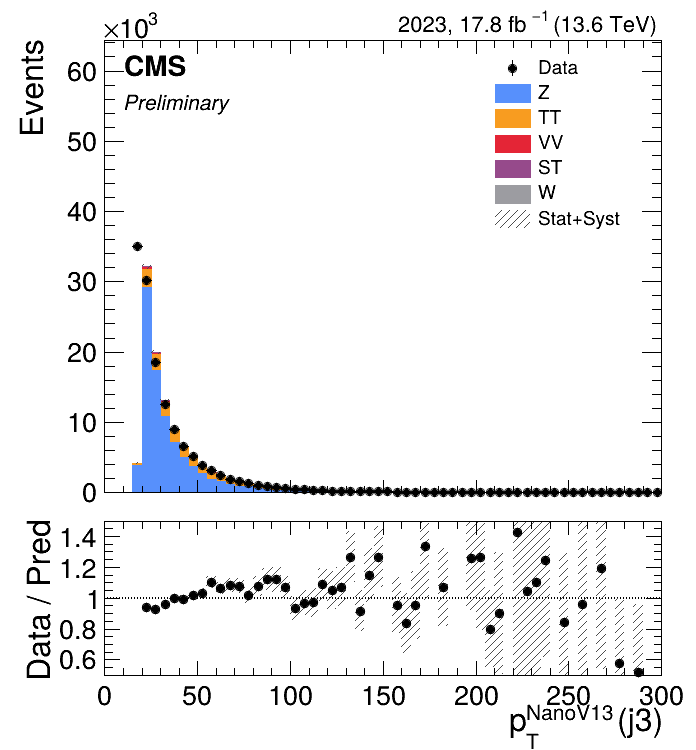 ×10³
2023, 17.8 fb⁻¹ (13.6 TeV)
Events
CMS
Preliminary
Data
Z
TT
VV
ST
W
Stat+Syst
60
50
40
30
20
10
0
Data / Pred
1.4
1.2
1
0.8
0.6
0 50 100 150 200 250 300
p_T^NanoV13 (j3)